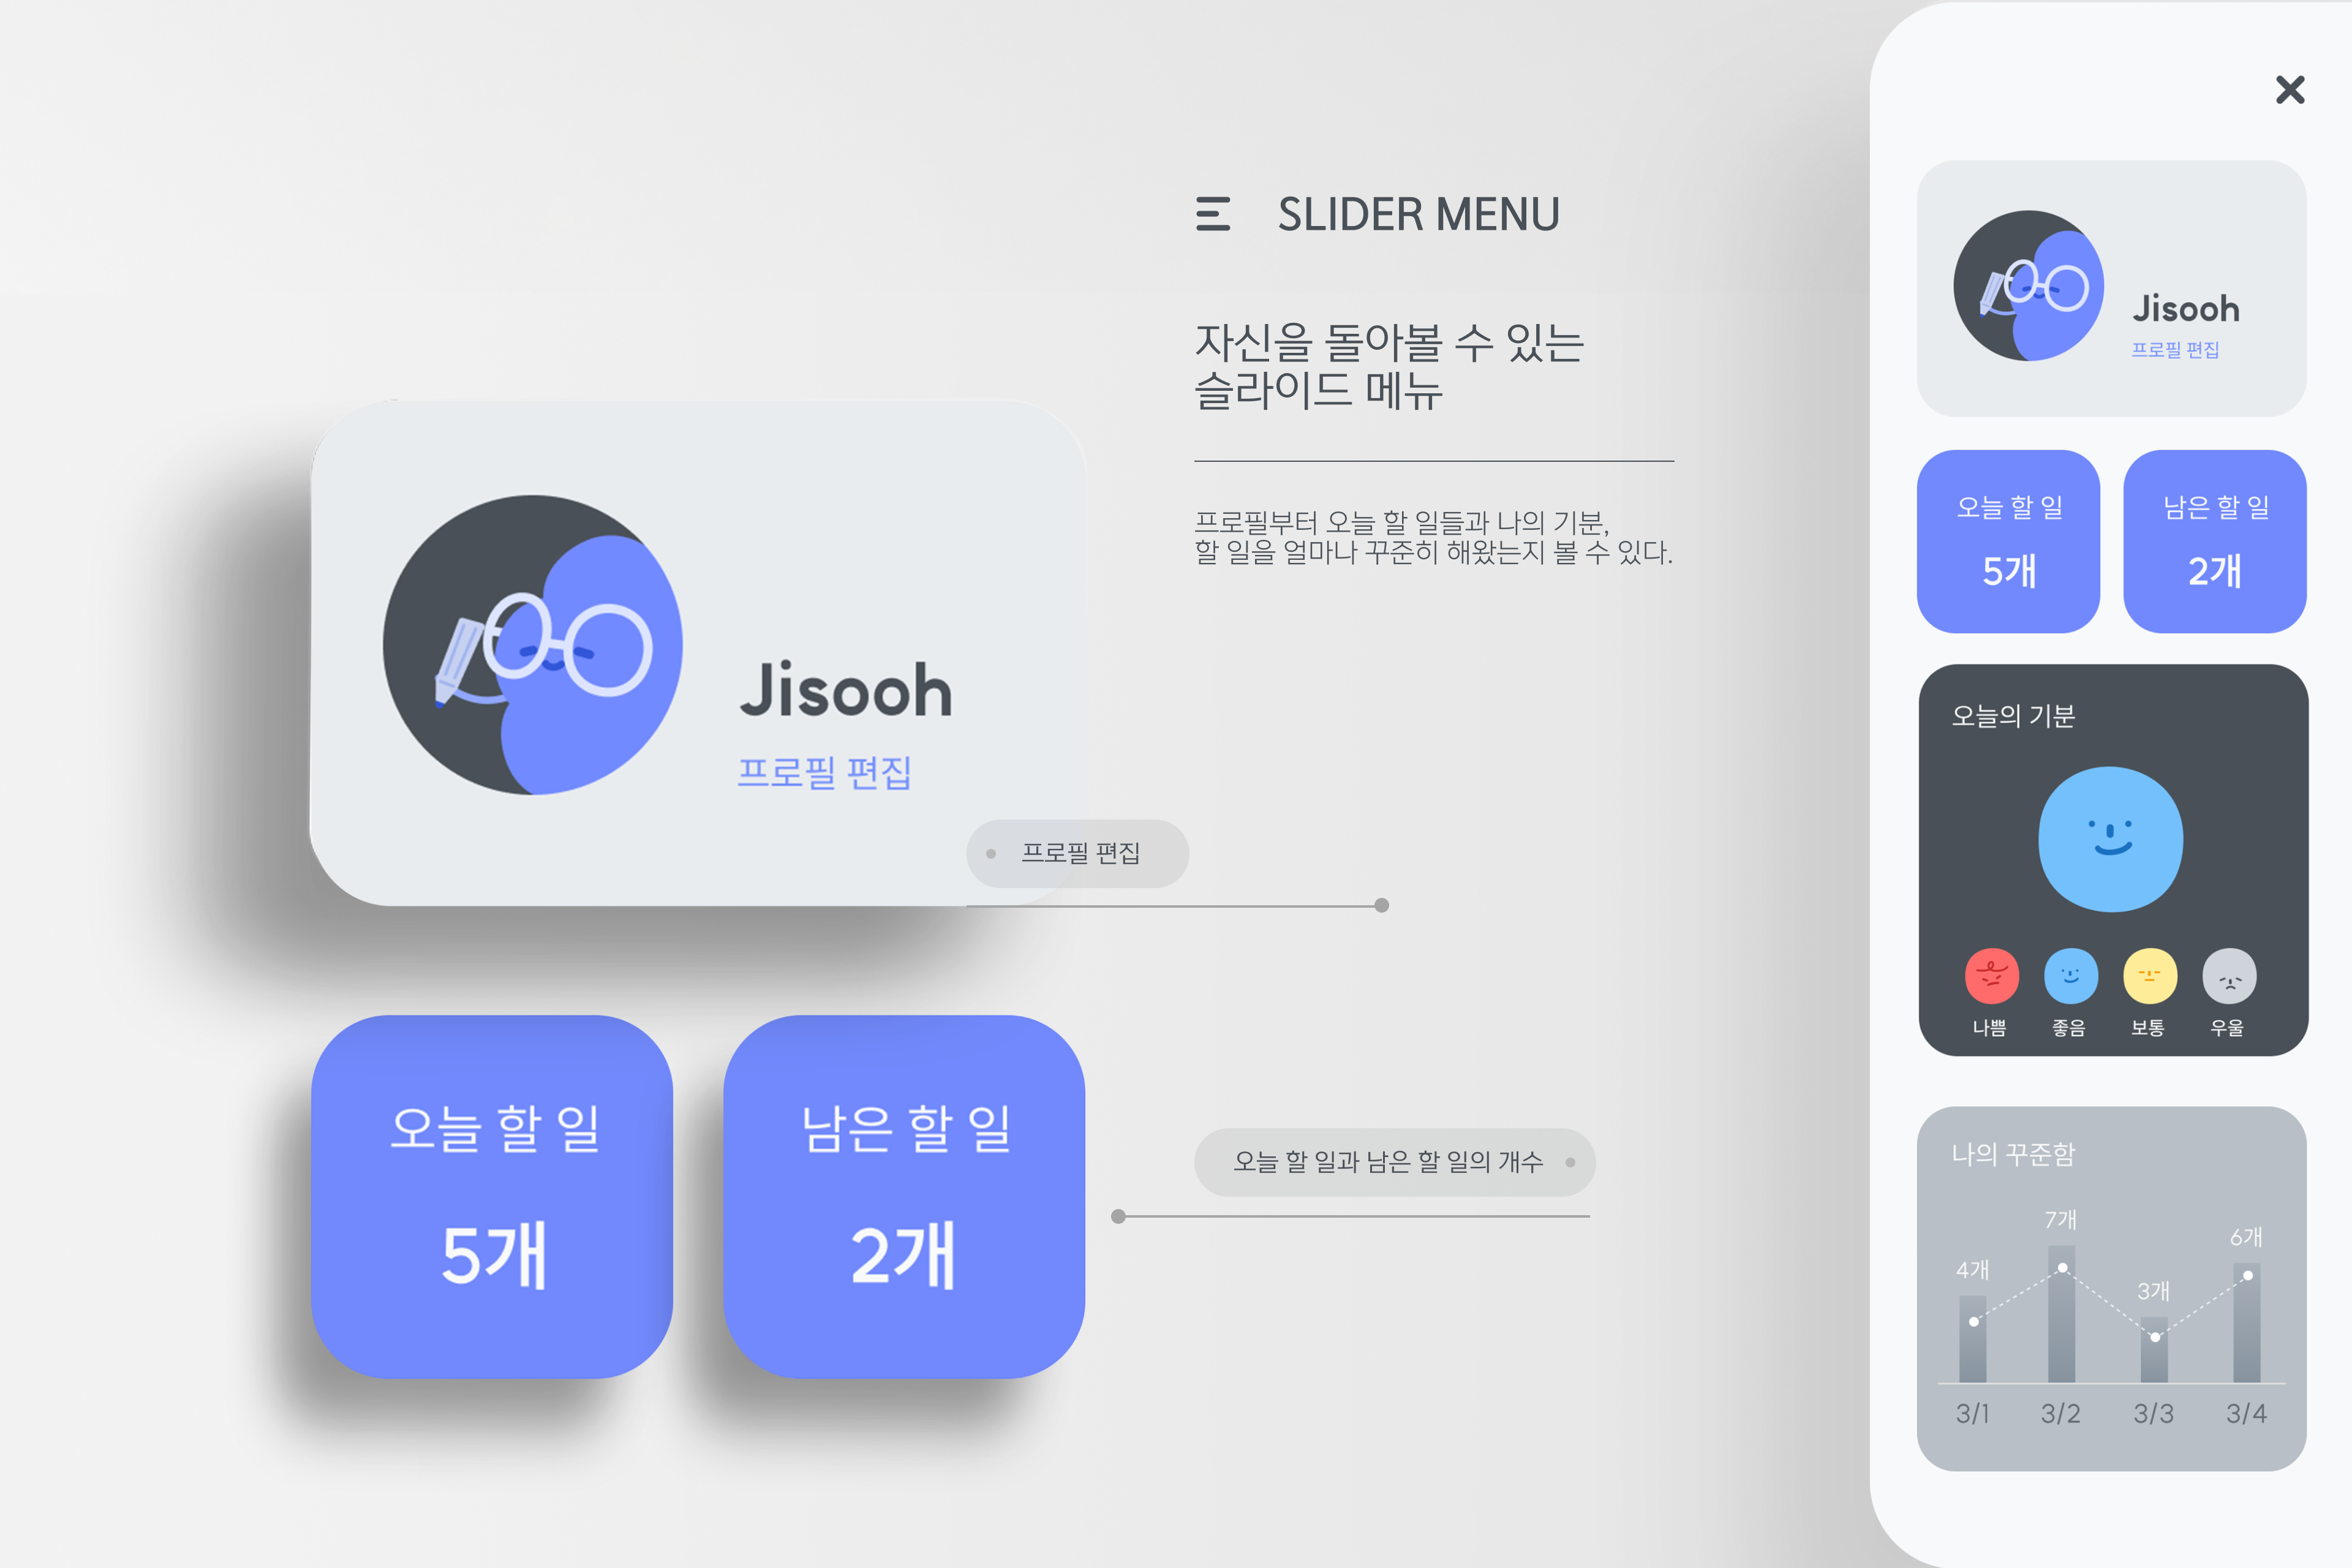 SLIDER MENU
자신을 돌아볼 수 있는
슬라이드 메뉴
프로필부터 오늘 할 일들과 나의 기분,
할 일을 얼마나 꾸준히 해왔는지 볼 수 있다.
Jisooh
프로필 편집
프로필 편집
오늘 할 일
5개
남은 할 일
2개
오늘 할 일과 남은 할 일의 개수
Jisooh
프로필 편집
오늘 할 일
5개
남은 할 일
2개
오늘의 기분
나쁨 좋음 보통 우울
나의 꾸준함
4개 7개 3개 6개
3/1 3/2 3/3 3/4